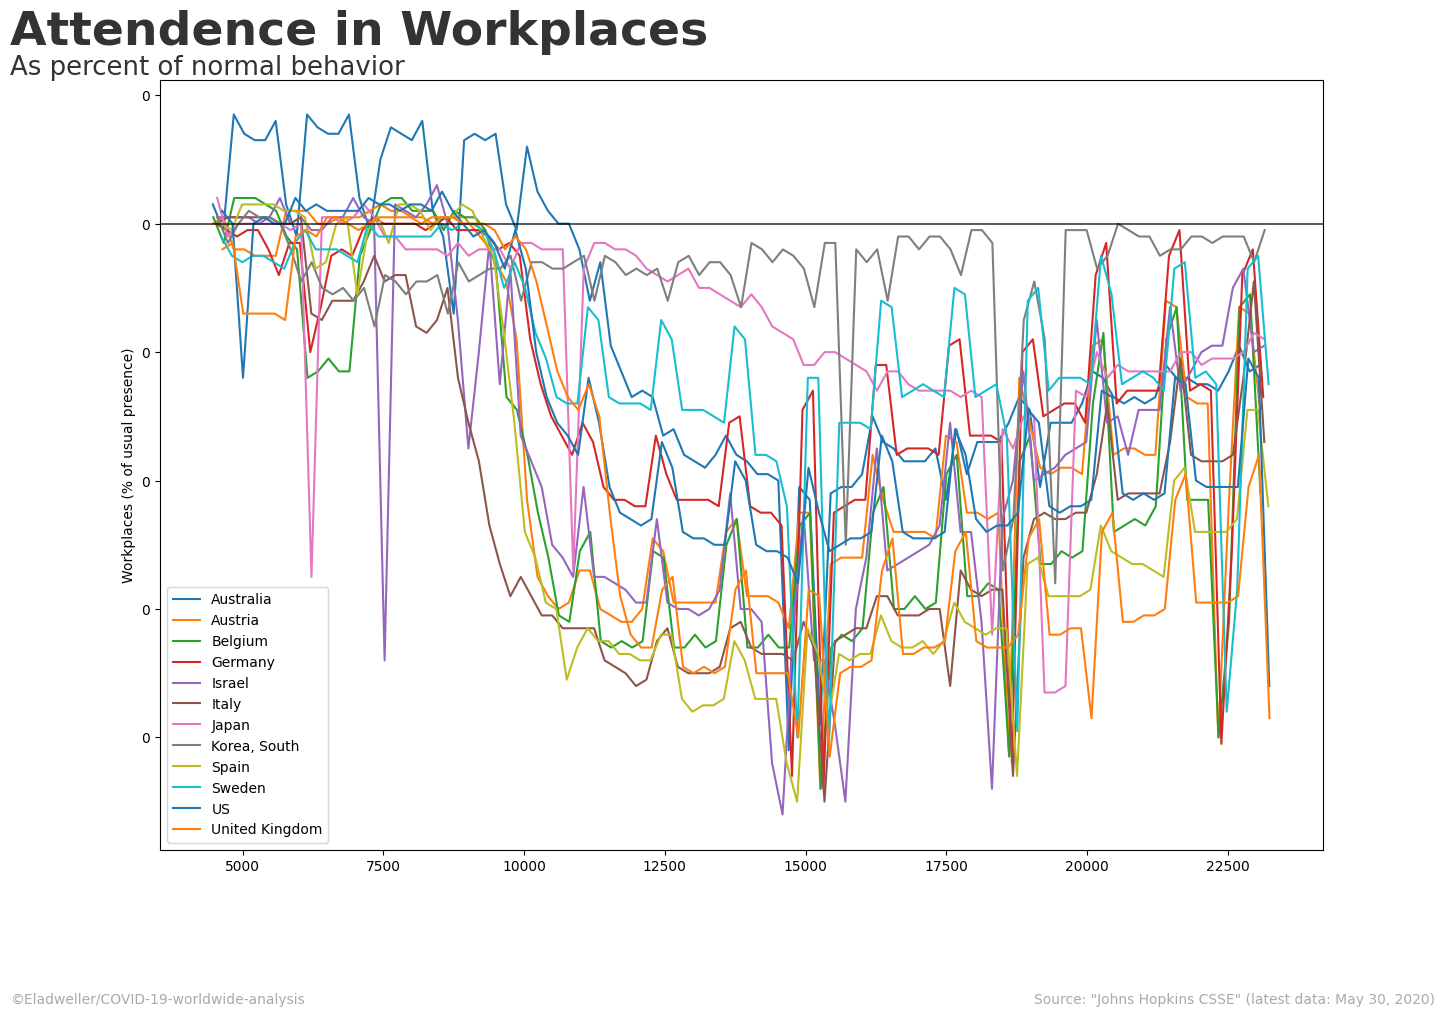 Attendence in Workplaces
As percent of normal behavior
0
0
0
0
0
0
Workplaces (% of usual presence)
Australia
Austria
Belgium
Germany
Israel
Italy
Japan
Korea, South
Spain
Sweden
US
United Kingdom
5000 7500 10000 12500 15000 17500 20000 22500
©Eladweller/COVID-19-worldwide-analysis
Source: "Johns Hopkins CSSE" (latest data: May 30, 2020)